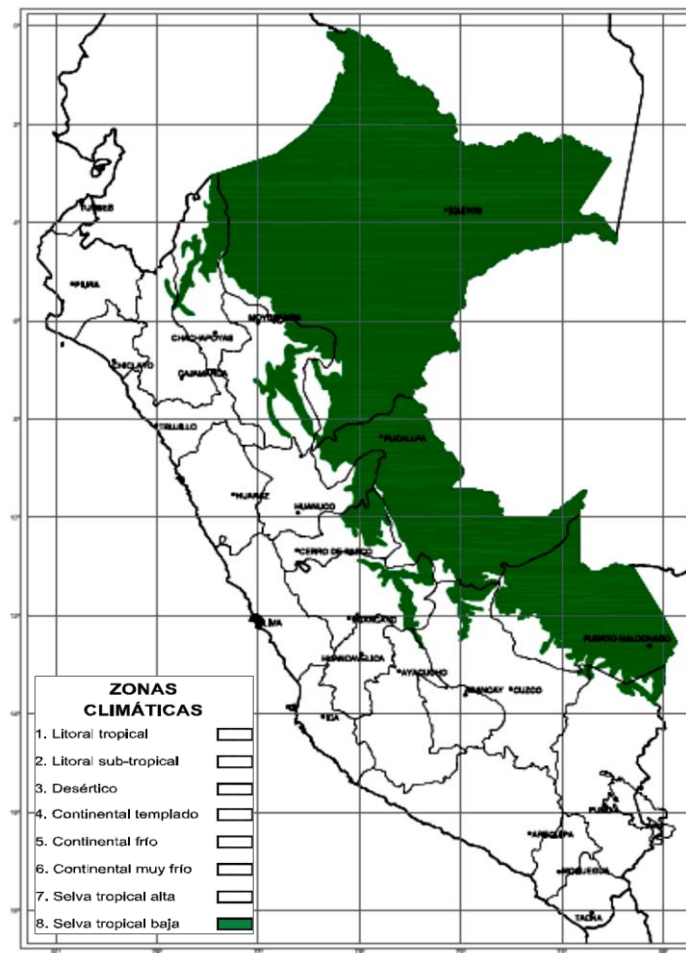 IQUITOS
PIURA
MOYOBAMBA
CHACHAPOYAS
CHICLAYO
CAJAMARCA
TRUJILLO
PUCALLPA
HUARAZ
HUANUCO
CERRO DE PASCO
LIMA
HUANCAYO
PUERTO MALDONADO
HUANCAVELICA
AYACUCHO
ABANCAY
CUZCO
ICA
PUNO
AREQUIPA
MOQUEGUA
TACNA
ZONAS
CLIMÁTICAS
1. Litoral tropical
2. Litoral sub-tropical
3. Desértico
4. Continental templado
5. Continental frío
6. Continental muy frío
7. Selva tropical alta
8. Selva tropical baja